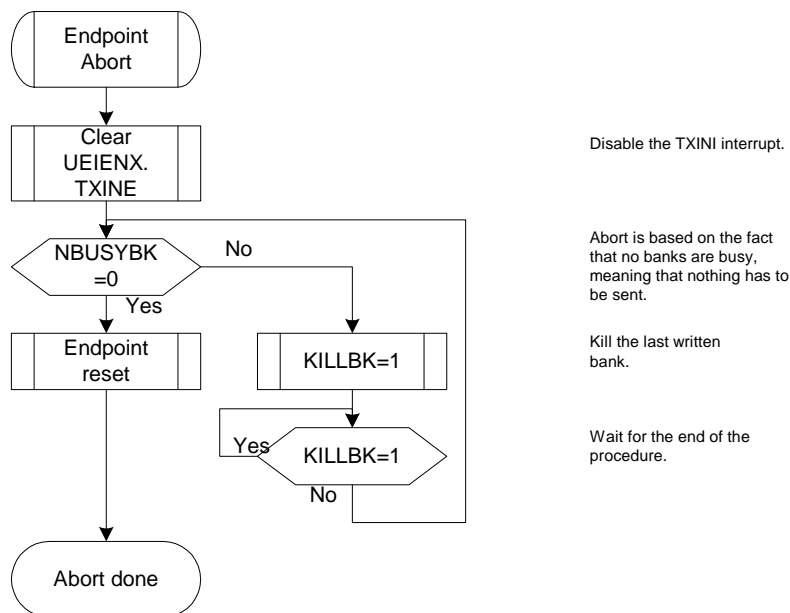 Endpoint
Abort
Clear
UEIENX.
TXINE
Disable the TXINI interrupt.
NBUSYBK
=0
No
Yes
Abort is based on the fact
that no banks are busy,
meaning that nothing has to
be sent.
Endpoint
reset
KILLBK=1
Kill the last written
bank.
Yes
KILLBK=1
No
Wait for the end of the
procedure.
Abort done